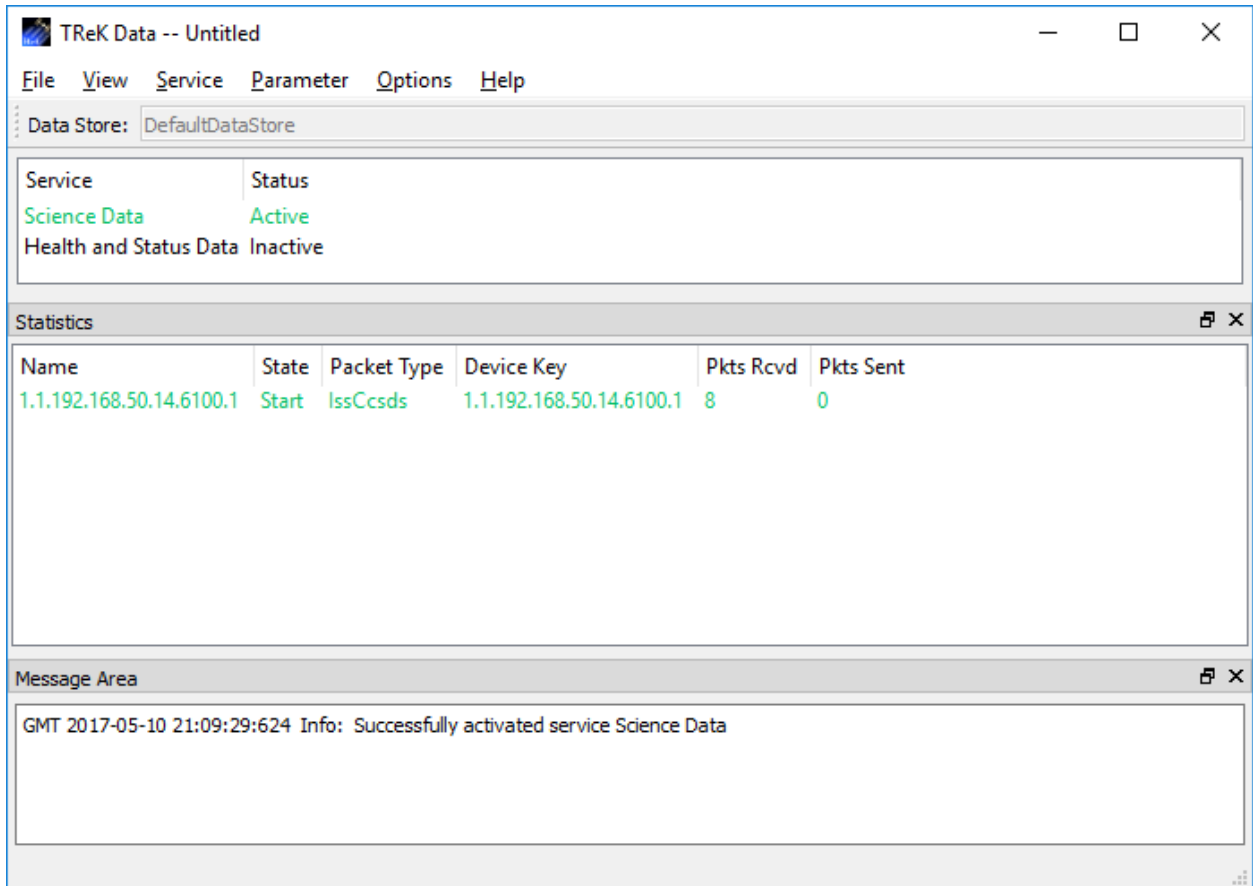 TReK Data -- Untitled
File View Service Parameter Options Help
Data Store: DefaultDataStore
Service Status
Science Data Active
Health and Status Data Inactive
Statistics
Name State Packet Type Device Key Pkts Rcvd Pkts Sent
1.1.192.168.50.14.6100.1 Start IssCcsds 1.1.192.168.50.14.6100.1 8 0
Message Area
GMT 2017-05-10 21:09:29:624 Info: Successfully activated service Science Data